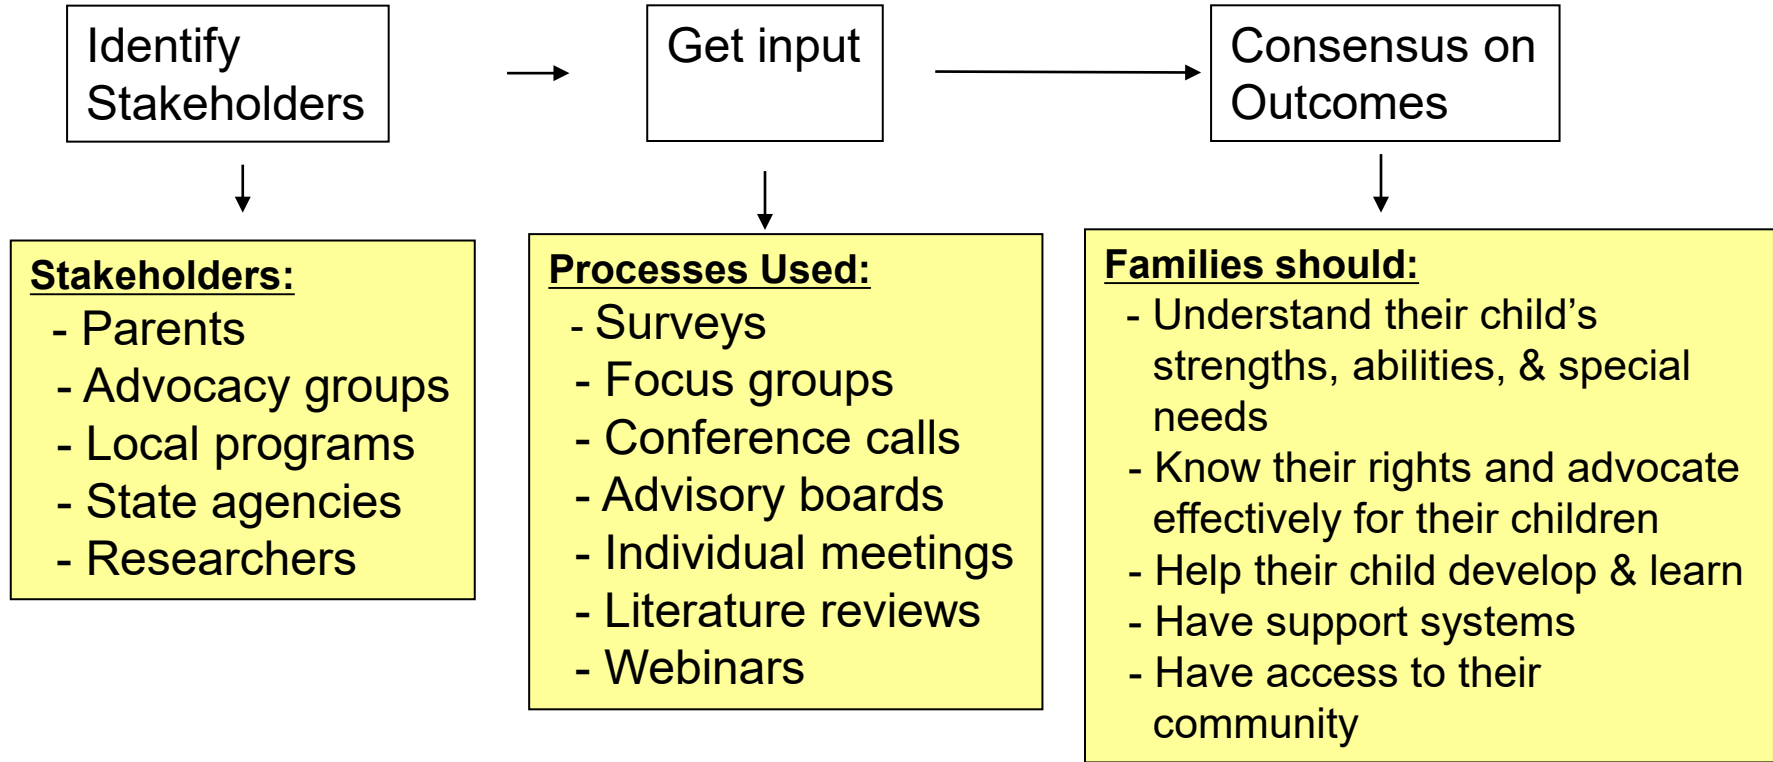 Identify
Stakeholders
Get input
Consensus on
Outcomes
Stakeholders:
- Parents
- Advocacy groups
- Local programs
- State agencies
- Researchers
Processes Used:
- Surveys
- Focus groups
- Conference calls
- Advisory boards
- Individual meetings
- Literature reviews
- Webinars
Families should:
- Understand their child’s
strengths, abilities, & special
needs
- Know their rights and advocate
effectively for their children
- Help their child develop & learn
- Have support systems
- Have access to their
community